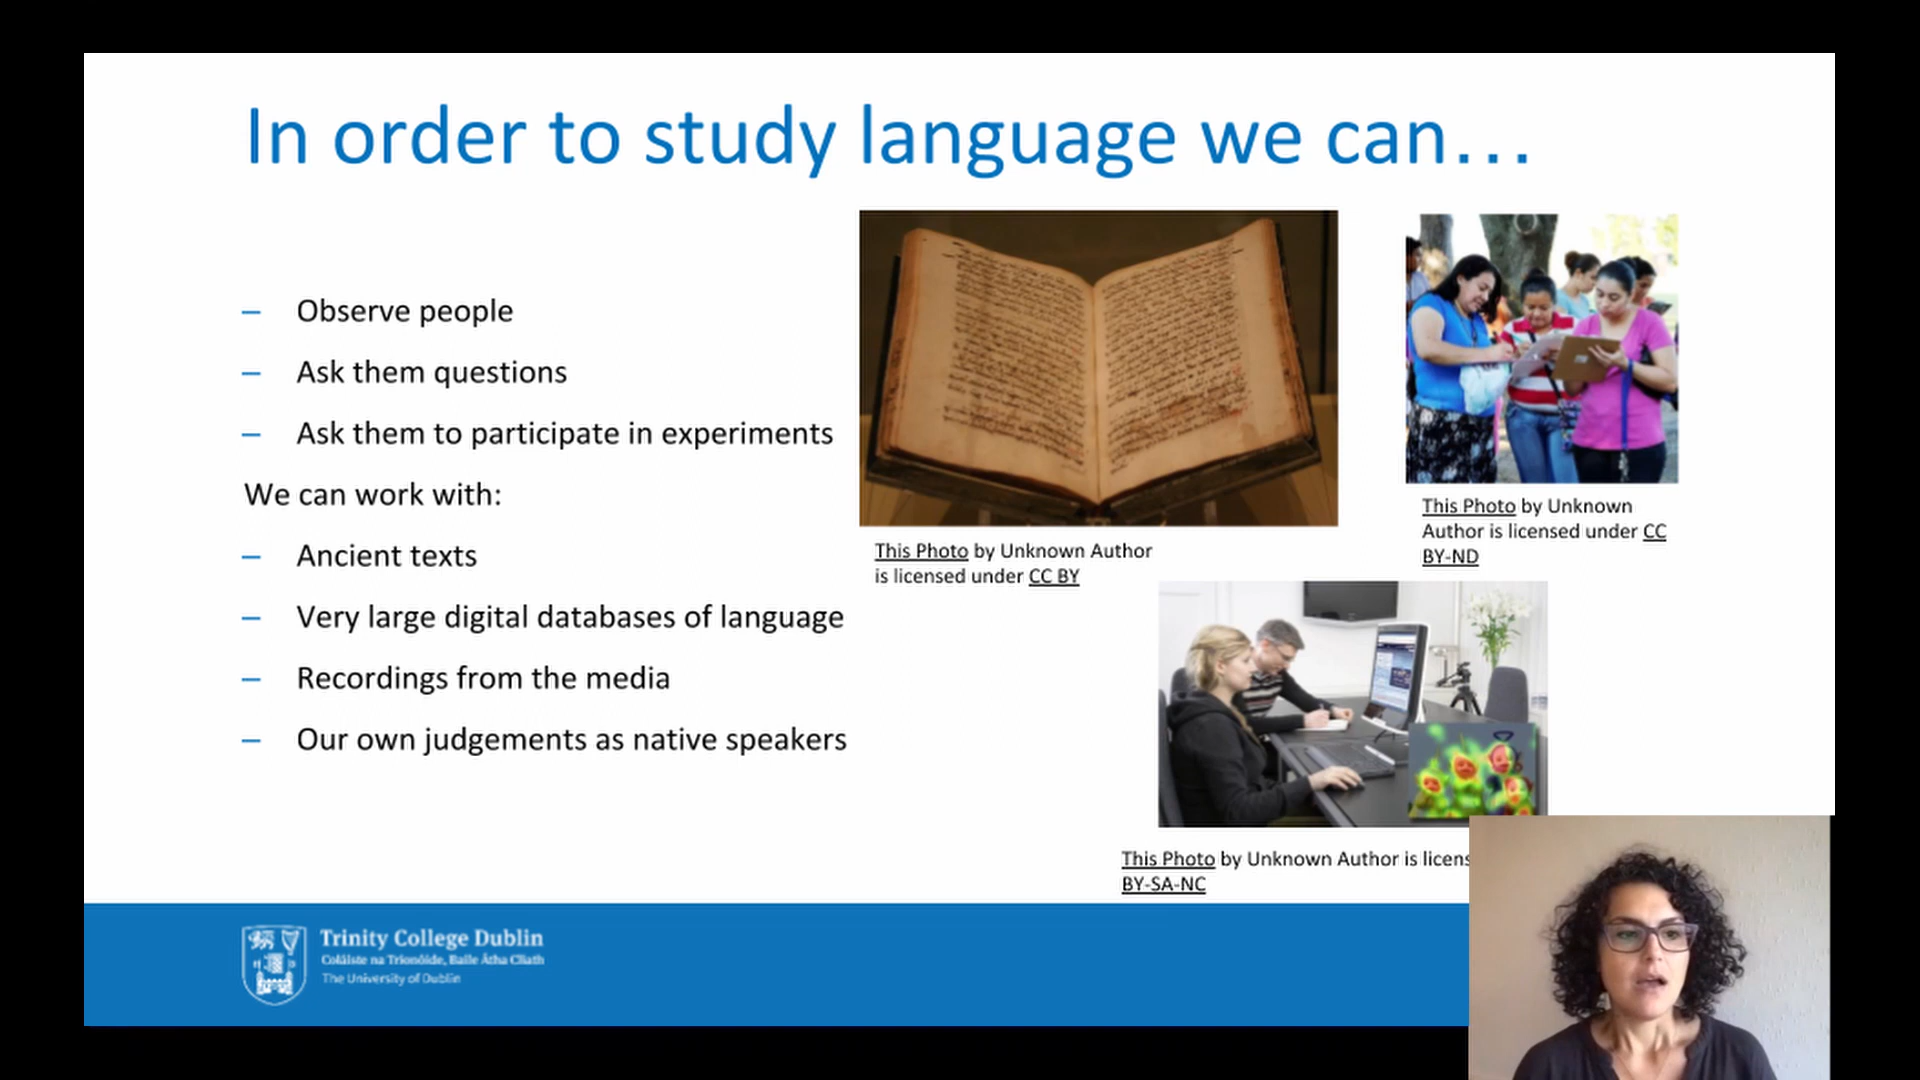 In order to study language we can…
– Observe people
– Ask them questions
– Ask them to participate in experiments
We can work with:
– Ancient texts
– Very large digital databases of language
– Recordings from the media
– Our own judgements as native speakers
This Photo by Unknown Author
is licensed under CC BY
This Photo by Unknown
Author is licensed under CC
BY-ND
This Photo by Unknown Author is licens
BY-SA-NC
Trinity College Dublin
Coláiste na Tríonóide, Baile Átha Cliath
The University of Dublin